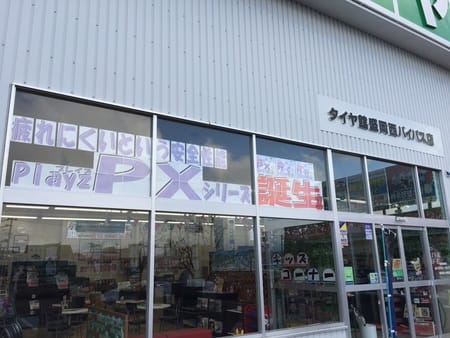 タイヤ館盛岡西バイパス店
疲れにくいという安全性能
Playz PXシリーズ
誕生
キッズ
コーナー